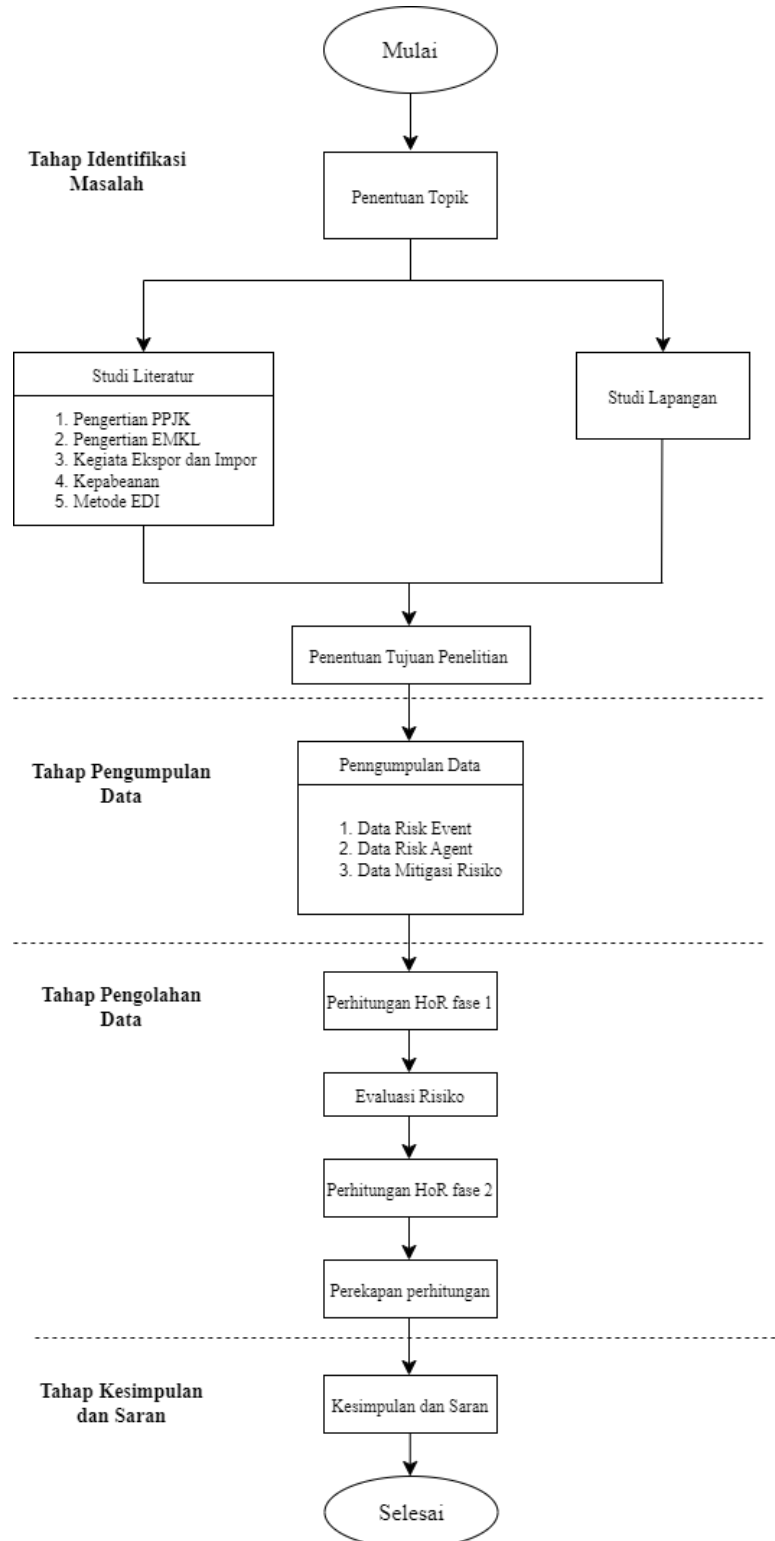 Mulai
Tahap Identifikasi
Masalah
Penentuan Topik
Studi Literatur
1. Pengertian PPJK
2. Pengertian EMKL
3. Kegiata Ekspor dan Impor
4. Kepabeanan
5. Metode EDI
Studi Lapangan
Penentuan Tujuan Penelitian
Tahap Pengumpulan
Data
Penngumpulan Data
1. Data Risk Event
2. Data Risk Agent
3. Data Mitigasi Risiko
Tahap Pengolahan
Data
Perhitungan HoR fase 1
Evaluasi Risiko
Perhitungan HoR fase 2
Perekapan perhitungan
Tahap Kesimpulan
dan Saran
Kesimpulan dan Saran
Selesai